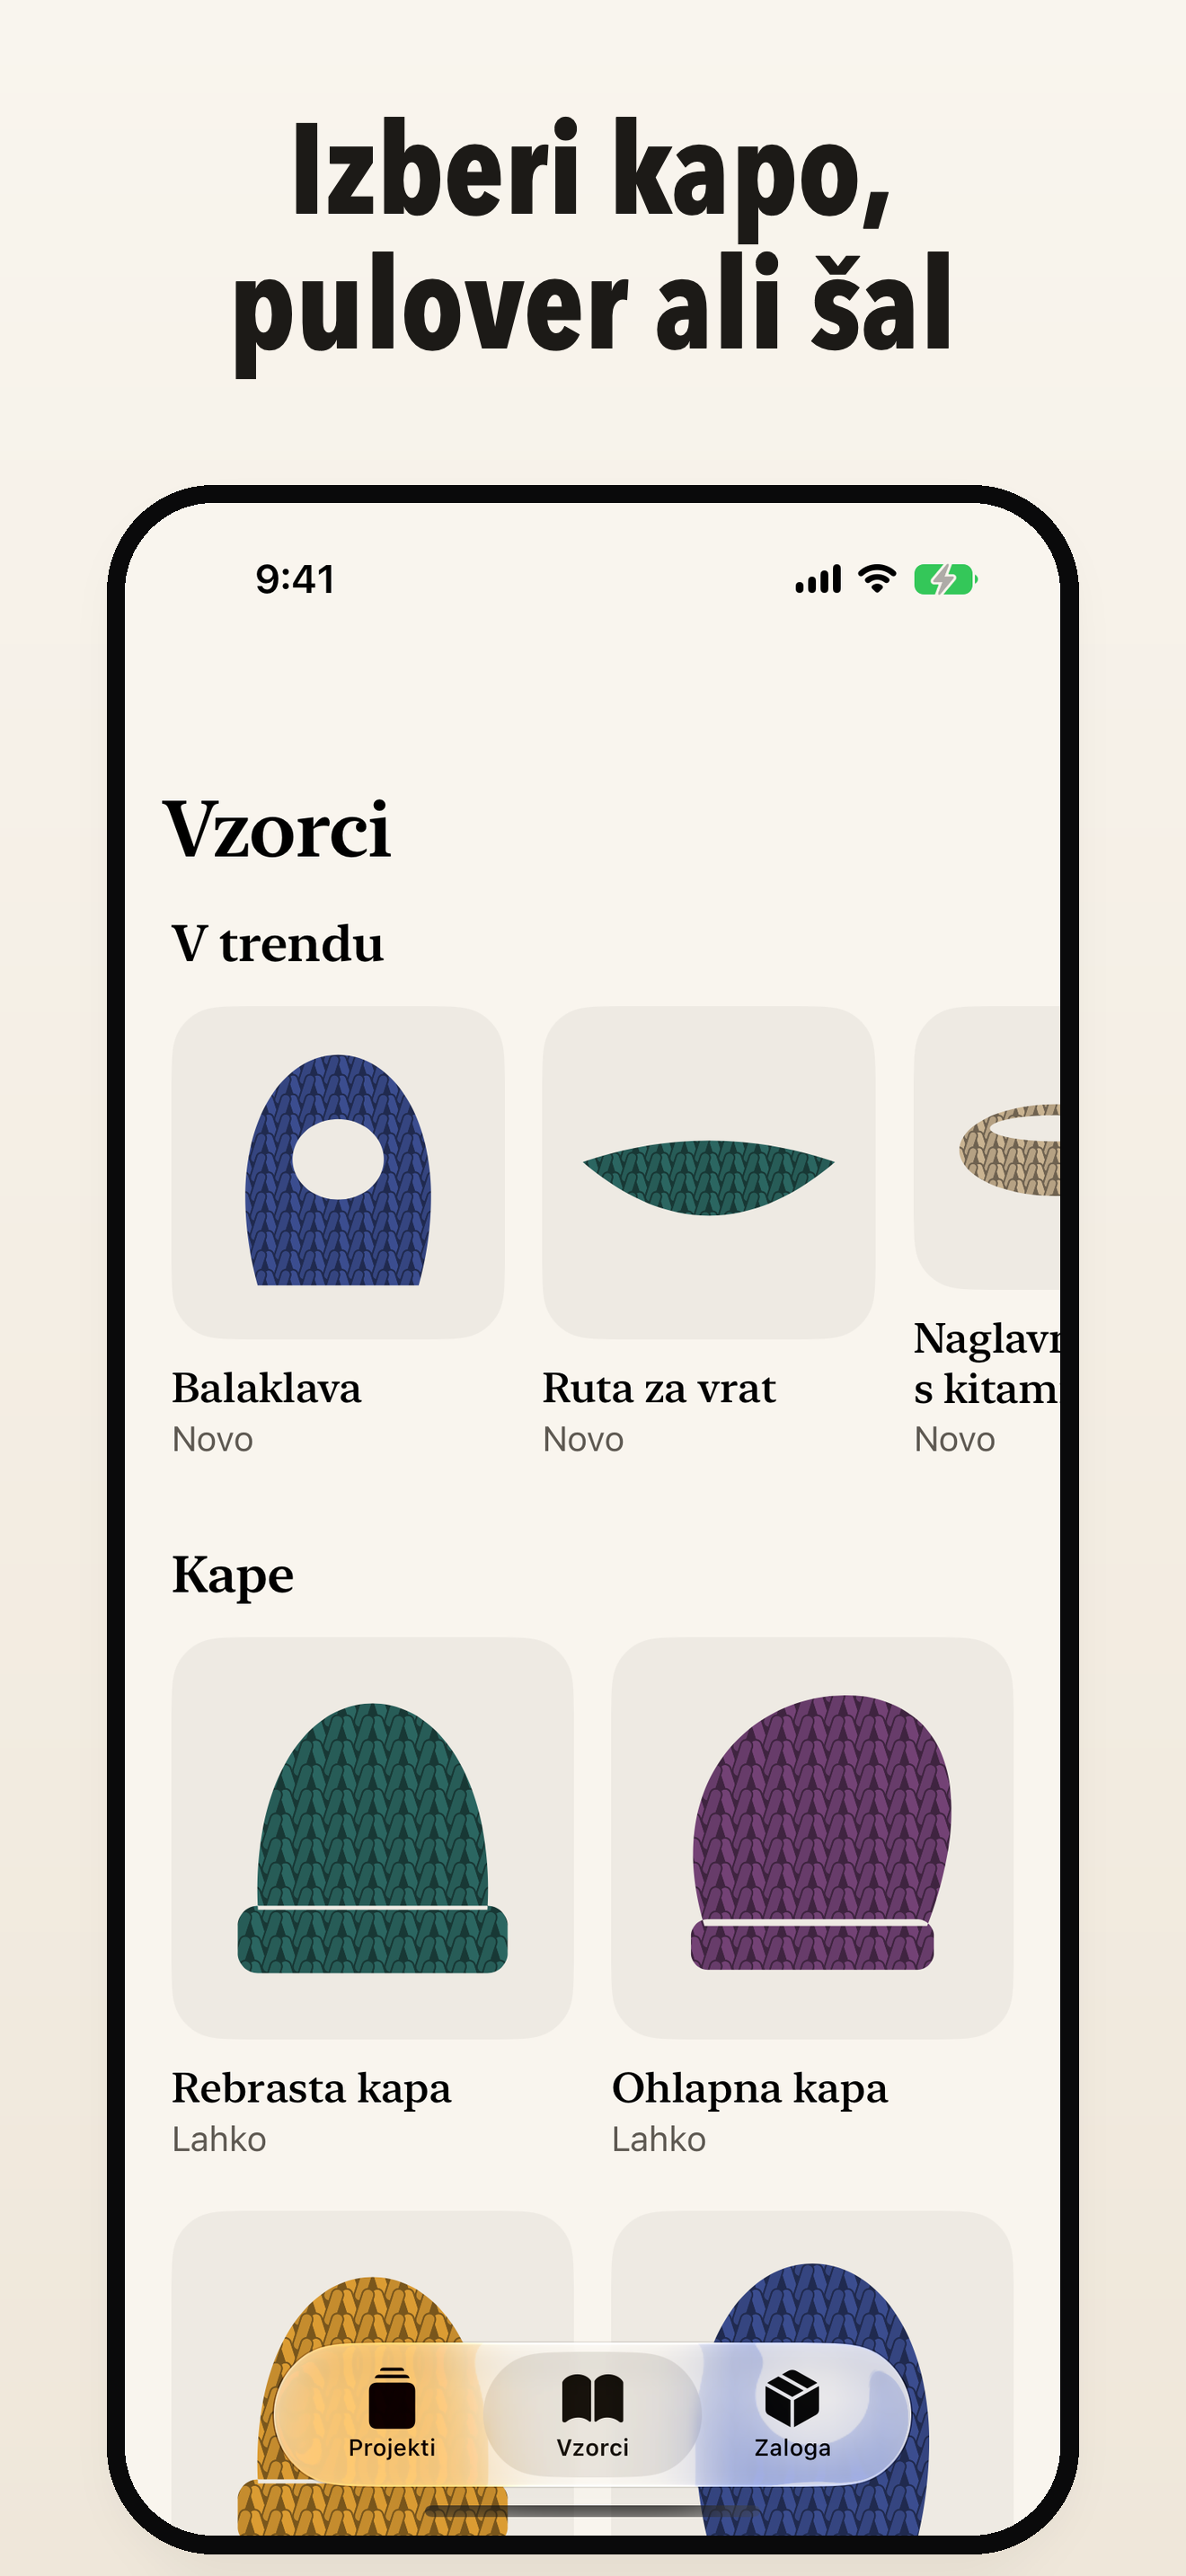 Izberi kapo,
pulover ali šal
9:41
Vzorci
V trendu
Balaklava
Novo
Ruta za vrat
Novo
s kitam
Novo
Kape
Rebrasta kapa
Lahko
Ohlapna kapa
Lahko
Projekti
Vzorci
Zaloga